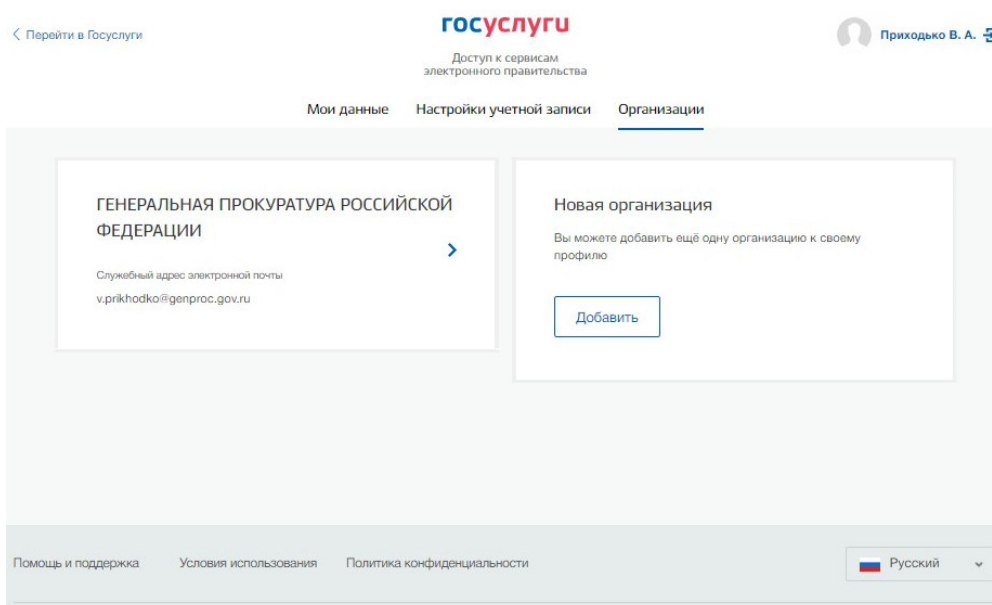 Перейти в Госуслуги
госуслуги
Приходько В. А.
Доступ к сервисам
электронного правительства
Мои данные Настройки учетной записи Организации
ГЕНЕРАЛЬНАЯ ПРОКУРАТУРА РОССИЙСКОЙ
ФЕДЕРАЦИИ
Служебный адрес электронной почты
v.prikhodko@genproc.gov.ru
Новая организация
Вы можете добавить ещё одну организацию к своему
профилю
Добавить
Помощь и поддержка Условия использования Политика конфиденциальности Русский